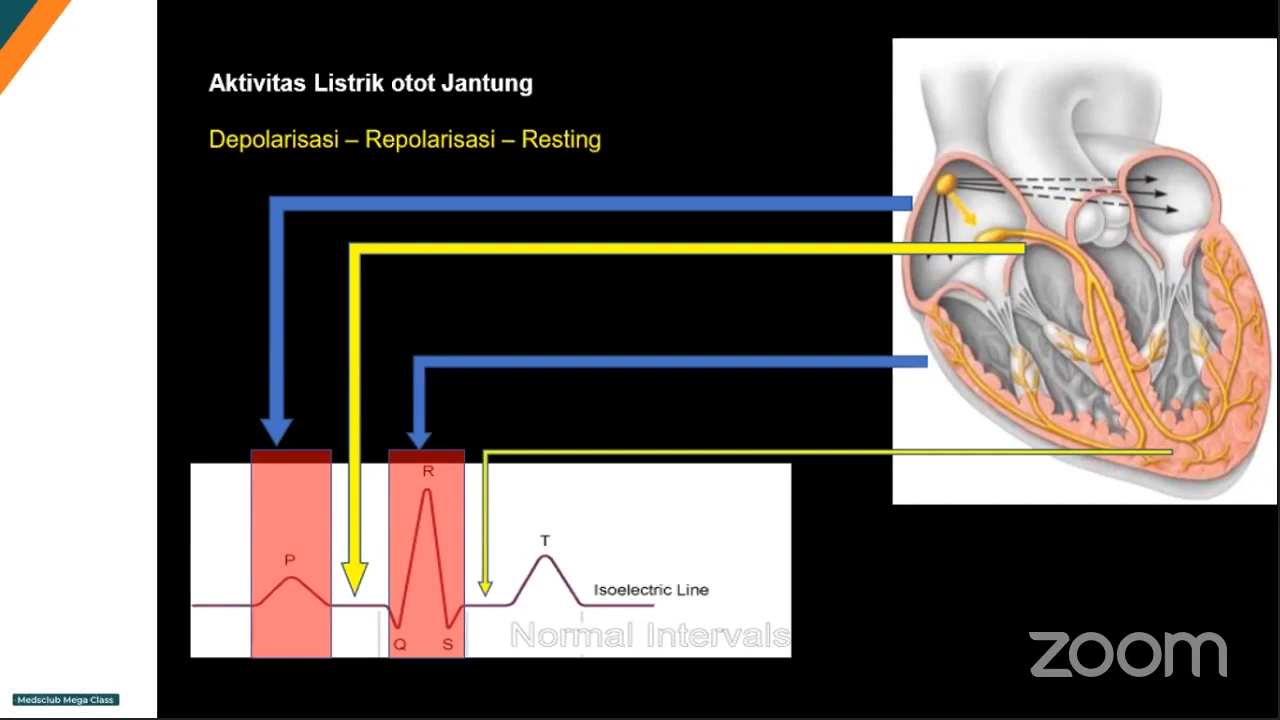 Aktivitas Listrik otot Jantung
Depolarisasi – Repolarisasi – Resting
R
P
T
Isoelectric Line
Q
S
Normal Intervals
zoom
Medsclub Mega Class